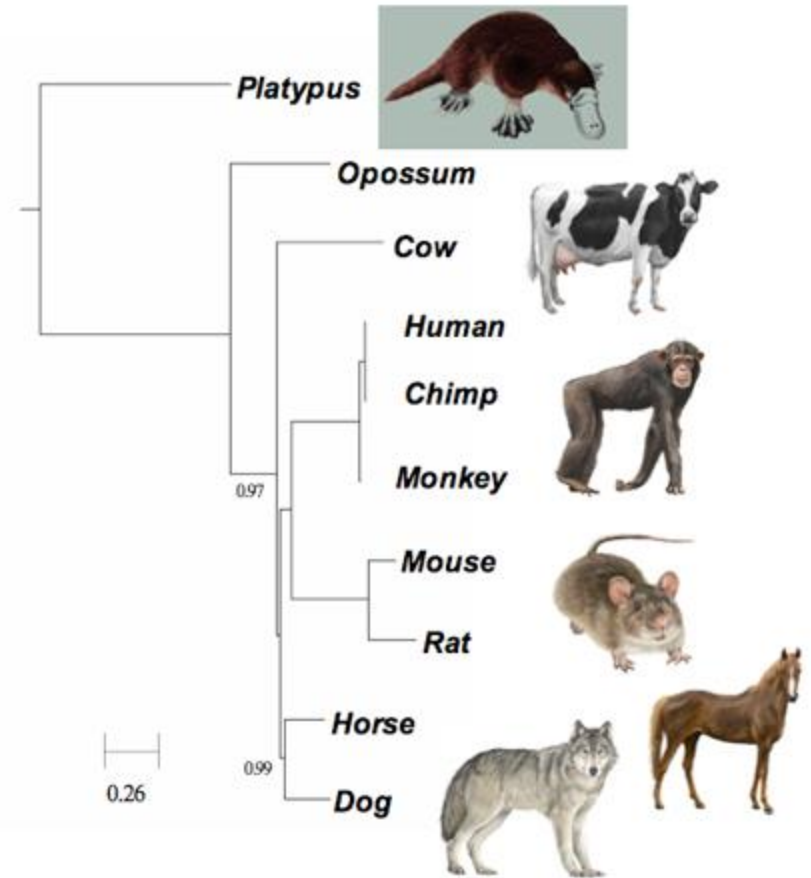 Platypus
Opossum
Cow
Human
Chimp
Monkey
0.97
Mouse
Rat
Horse
0.99
0.26
Dog